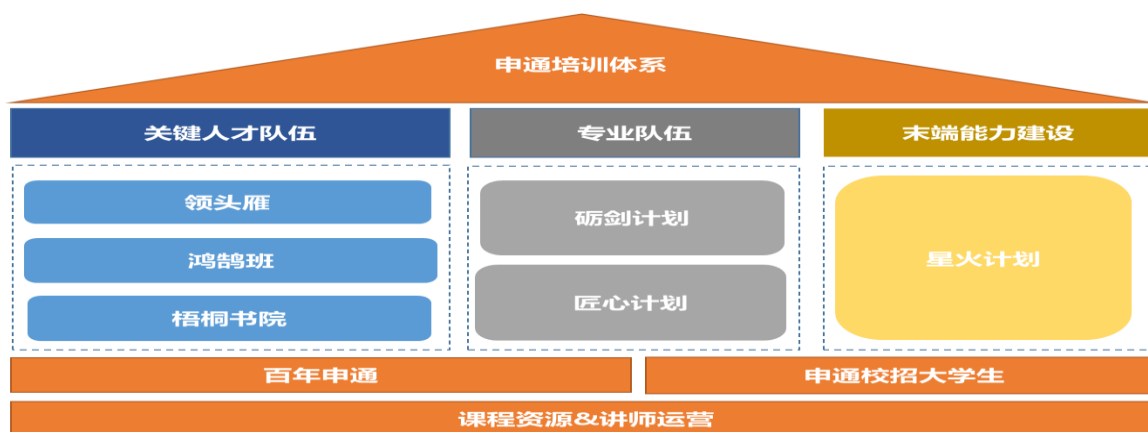 申通培训体系
关键人才队伍
专业队伍
末端能力建设
领头雁
鸿鹄班
梧桐书院
砺剑计划
匠心计划
星火计划
百年申通
申通校招大学生
课程资源&讲师运营